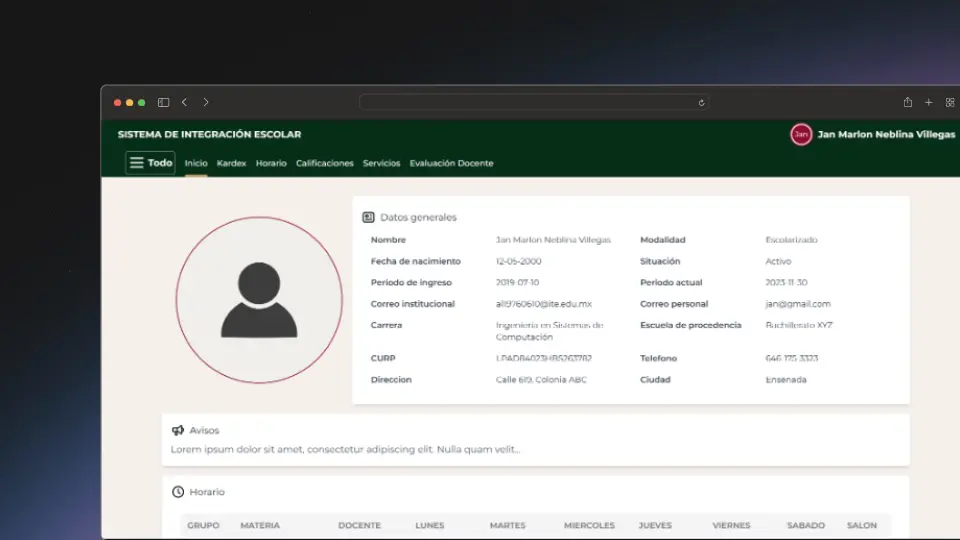 SISTEMA DE INTEGRACIÓN ESCOLAR
Jan
Jan Marlon Neblina Villegas
Todo Inicio Kardex Horario Calificaciones Servicios Evaluación Docente
Datos generales
Nombre Jan Marlon Neblina Villegas Modalidad Escolarizado
Fecha de nacimiento 12-05-2000 Situación Activo
Periodo de ingreso 2019-07-10 Periodo actual 2023-11-30
Correo institucional al19760610@ite.edu.mx Correo personal jan@gmail.com
Carrera Ingeniería en Sistemas de Escuela de procedencia Bachillerato XYZ
Computación
CURP Telefono 646 175 3323
Direccion Calle 619, Colonia ABC Ciudad Ensenada
Avisos
Lorem ipsum dolor sit amet, consectetur adipiscing elit. Nulla quam velit...
Horario
GRUPO MATERIA DOCENTE LUNES MARTES MIERCOLES JUEVES VIERNES SABADO SALON